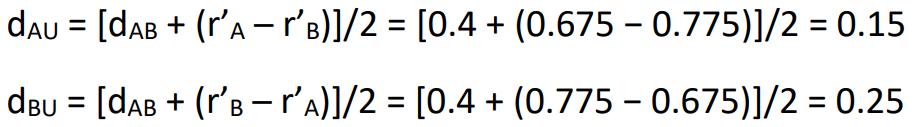 dAU = [dAB + (r’A – r’B)]/2 = [0.4 + (0.675 − 0.775)]/2 = 0.15
dBU = [dAB + (r’B – r’A)]/2 = [0.4 + (0.775 − 0.675)]/2 = 0.25